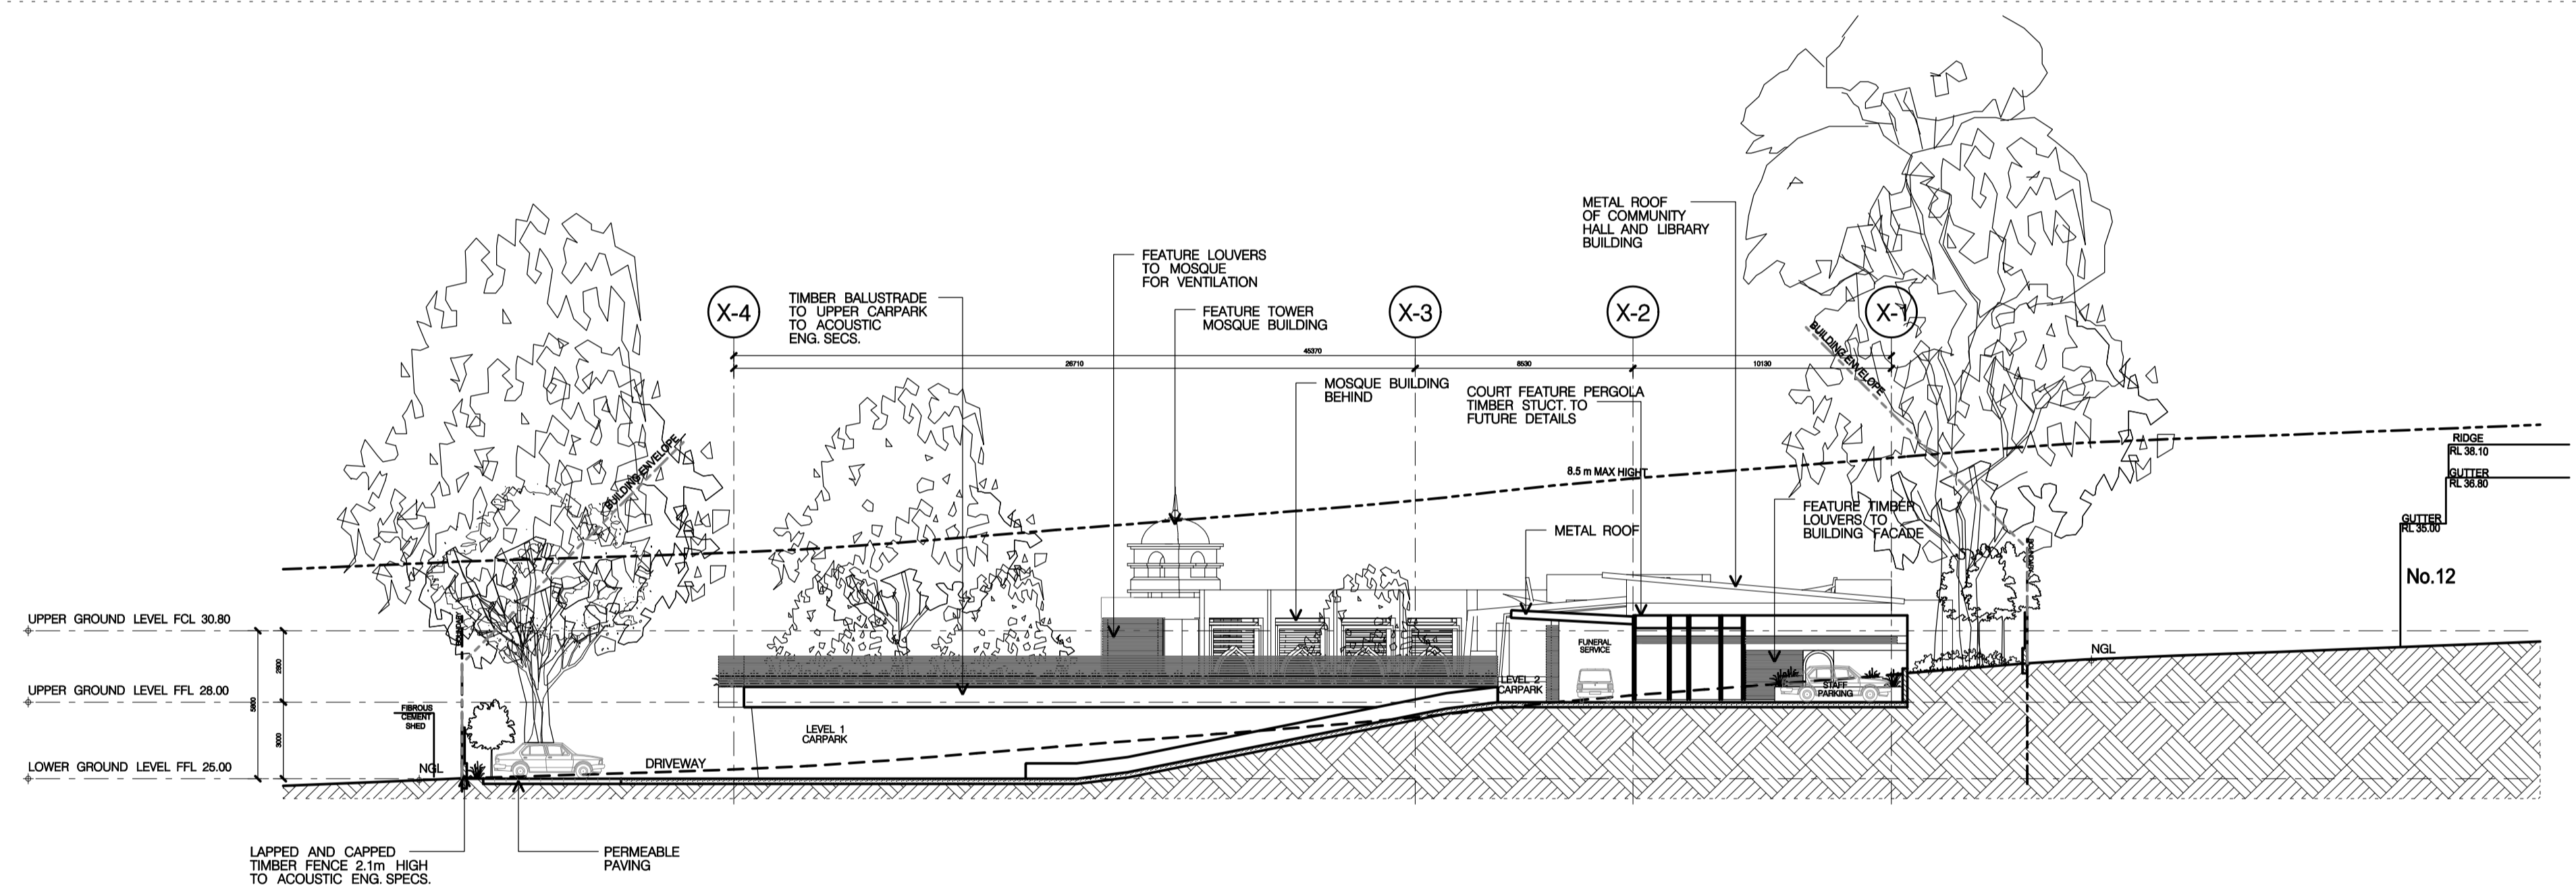 METAL ROOF
OF COMMUNITY
HALL AND LIBRARY
BUILDING
FEATURE LOUVERS
TO MOSQUE
FOR VENTILATION
TIMBER BALUSTRADE
TO UPPER CARPARK
TO ACOUSTIC
ENG. SECS.
FEATURE TOWER
MOSQUE BUILDING
X-4
X-3
X-2
X-1
BUILDING ENVELOPE
45370
26710
8530
10130
MOSQUE BUILDING
BEHIND
COURT FEATURE PERGOLA
TIMBER STUCT. TO
FUTURE DETAILS
BUILDING ENVELOPE
8.5 m MAX HIGHT
RIDGE
RL 38.10
GUTTER
RL 36.80
GUTTER
RL 35.00
No.12
FEATURE TIMBER
LOUVERS TO
BUILDING FACADE
METAL ROOF
BOUNDARY
BOUNDARY
UPPER GROUND LEVEL FCL 30.80
FUNERAL
SERVICE
NGL
2800
UPPER GROUND LEVEL FFL 28.00
5800
LEVEL 2
CARPARK
STAFF
PARKING
FIBROUS
CEMENT
SHED
3000
LEVEL 1
CARPARK
LOWER GROUND LEVEL FFL 25.00
NGL
DRIVEWAY
LAPPED AND CAPPED
TIMBER FENCE 2.1m HIGH
TO ACOUSTIC ENG. SPECS.
PERMEABLE
PAVING